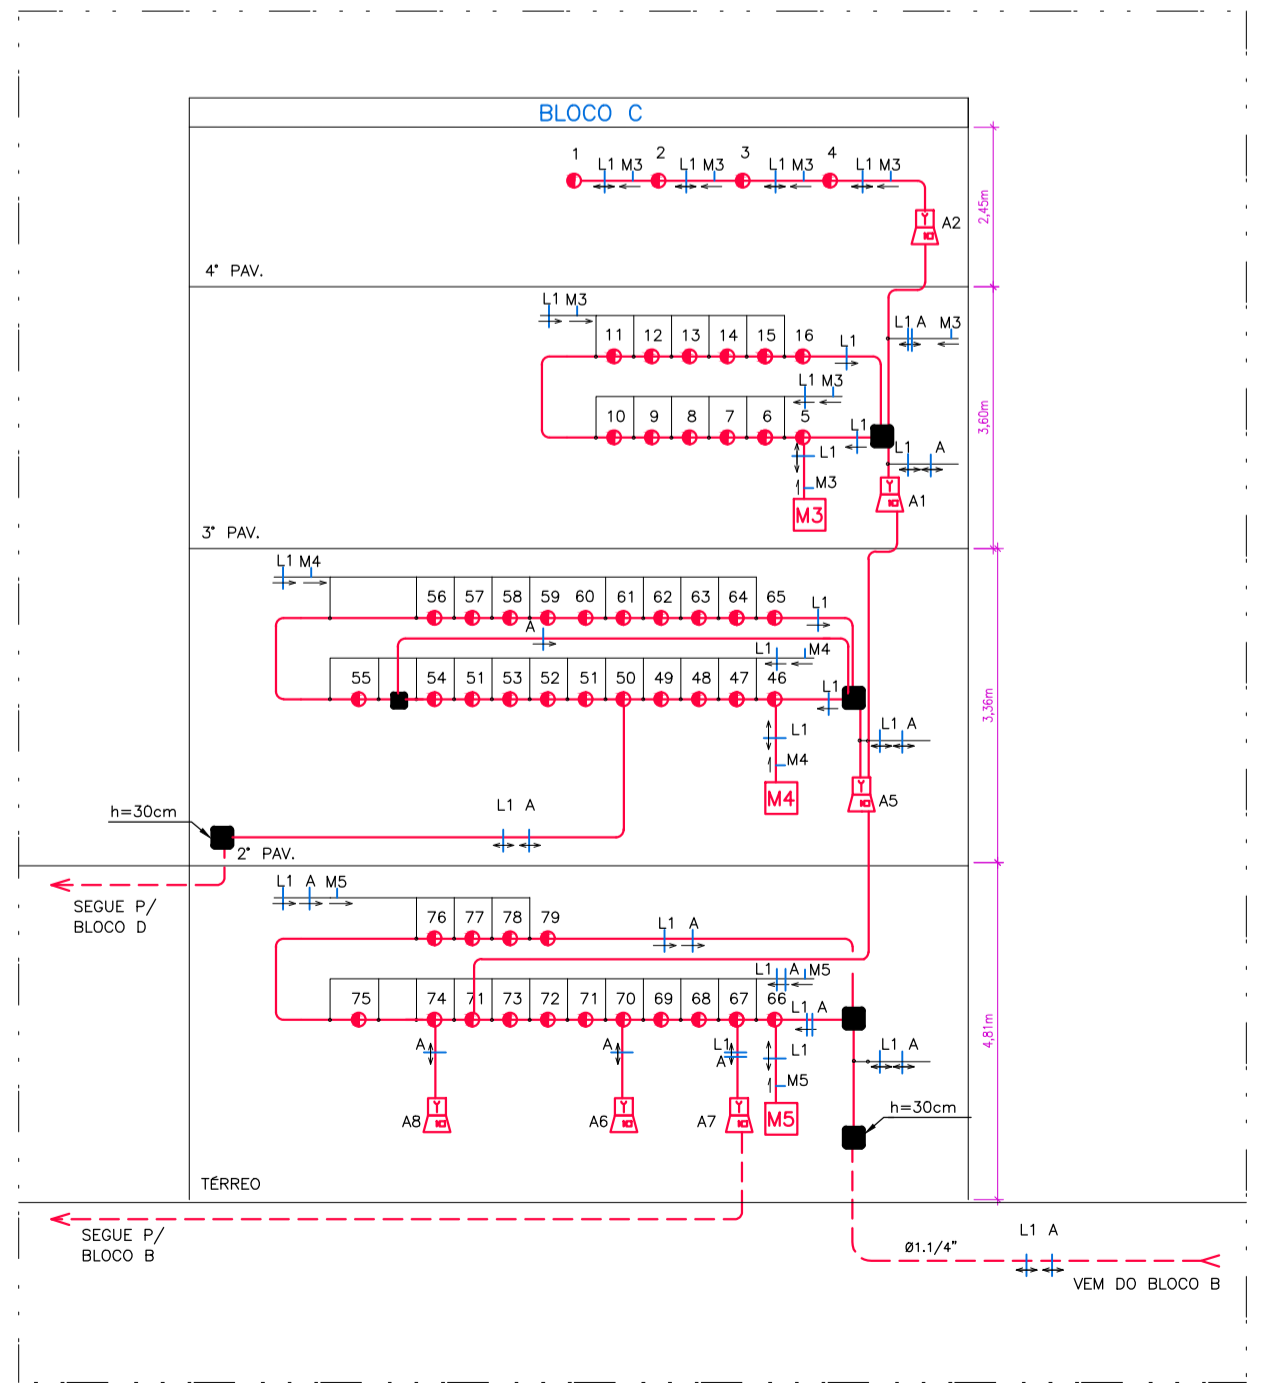 BLOCO C
1 L1 M3 2 L1 M3 3 L1 M3 4 L1 M3
A2
2,45m
4° PAV.
L1 M3
L1 A M3
11 12 13 14 15 16 L1
L1 M3
10 9 8 7 6 5 L1
3,60m
L1 L1 A
M3
M3 A1
3° PAV.
L1 M4
56 57 58 59 60 61 62 63 64 65 L1
A
L1 M4
55 54 51 53 52 51 50 49 48 47 46 L1
3,36m
L1 L1 A
M4
M4 A5
h=30cm L1 A
2° PAV.
L1 A M5
SEGUE P/
BLOCO D
76 77 78 79 L1 A
L1 A M5
75 74 71 73 72 71 70 69 68 67 66 L1 A
4,81m
A A L1 A L1 L1 A
M5
A8 A6 A7 M5
h=30cm
TÉRREO
SEGUE P/
BLOCO B
Ø1.1/4"
L1 A
VEM DO BLOCO B